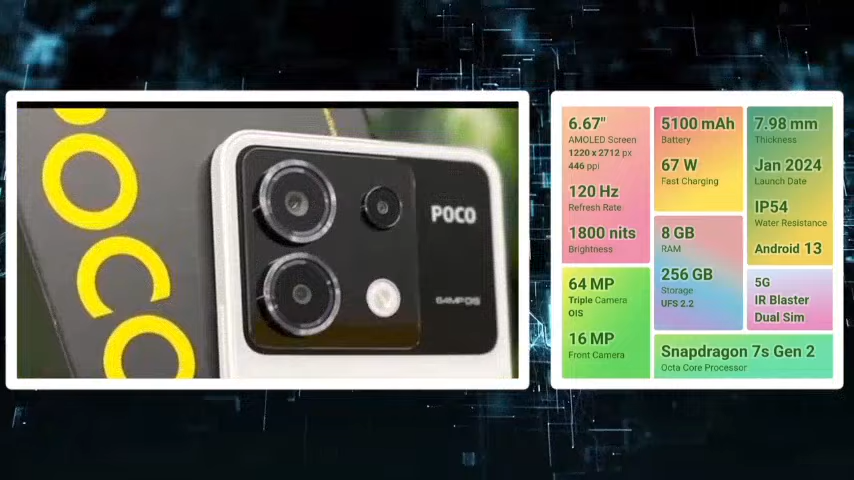 OCO
POCO
64MP OIS
6.67"
AMOLED Screen
1220 x 2712 px
446 ppi
120 Hz
Refresh Rate
1800 nits
Brightness
64 MP
Triple Camera
OIS
16 MP
Front Camera
5100 mAh
Battery
67 W
Fast Charging
8 GB
RAM
256 GB
Storage
UFS 2.2
7.98 mm
Thickness
Jan 2024
Launch Date
IP54
Water Resistance
Android 13
5G
IR Blaster
Dual Sim
Snapdragon 7s Gen 2
Octa Core Processor